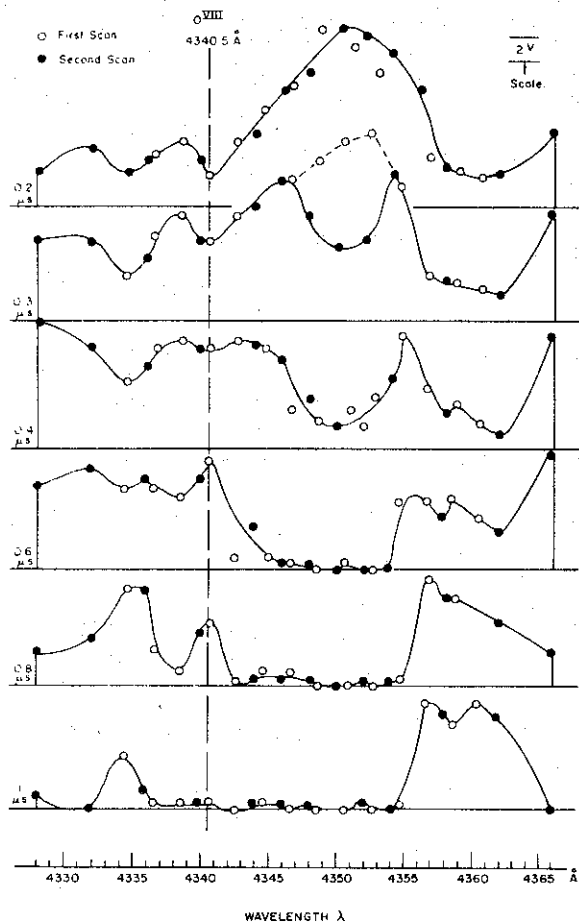 O VIII
4340 5 Å
○ First Scan
● Second Scan
2 V
Scale.
0.2
μs
0.3
μs
0.4
μs
0.6
μs
0.8
μs
1
μs
4330 4335 4340 4345 4350 4355 4360 4365 Å
WAVELENGTH λ